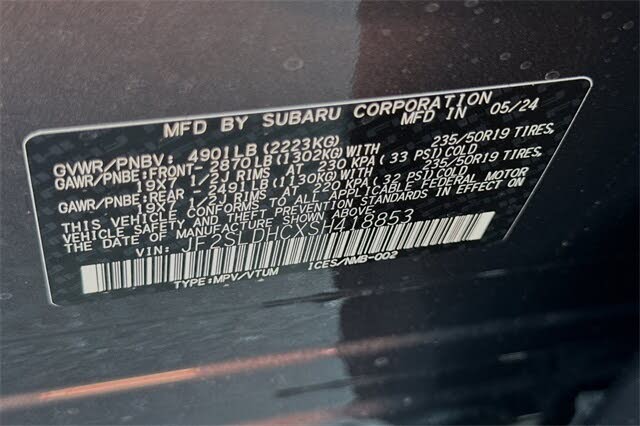 MFD BY SUBARU CORPORATION MFD IN 05/24
GVWR/PNBV: 4901LB(2223KG)
GAWR/PNBE:FRONT- 2870LB(1302KG) 235/50R19 TIRES,
19X7 1/2J RIMS AT 230 KPA(33 PSI)COLD
GAWR/PNBE:REAR- 2491LB(1130KG) 235/50R19 TIRES,
19X7 1/2J RIMS AT 220 KPA(32 PSI)COLD
THIS VEHICLE CONFORMS TO ALL APPLICABLE FEDERAL MOTOR
VEHICLE SAFETY AND THEFT PREVENTION STANDARDS IN EFFECT ON
THE DATE OF MANUFACTURE SHOWN ABOVE.
VIN: JF2SLDHCXSH418853
TYPE:MPV/VTUM ICES/NMB-002